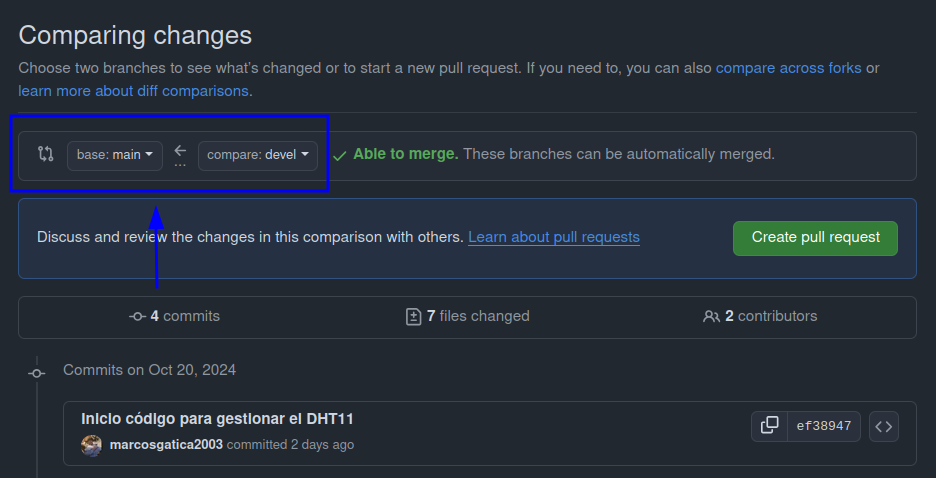 Comparing changes
Choose two branches to see what's changed or to start a new pull request. If you need to, you can also compare across forks or
learn more about diff comparisons.
base: main ← compare: devel ✓ Able to merge. These branches can be automatically merged.
...
Discuss and review the changes in this comparison with others. Learn about pull requests Create pull request
4 commits 7 files changed 2 contributors
Commits on Oct 20, 2024
Inicio código para gestionar el DHT11
ef38947
marcosgatica2003 committed 2 days ago